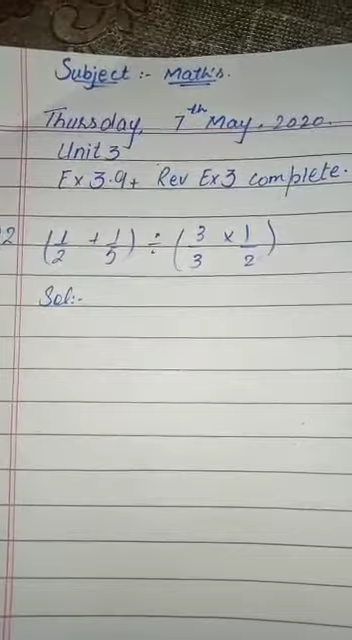 Subject :- Maths.
Thursday, 7th May, 2020.
Unit 3
Ex 3.9+ Rev Ex 3 complete.
2 (1/2 + 1/5) ÷ (3/3 × 1/2)
Sol:-